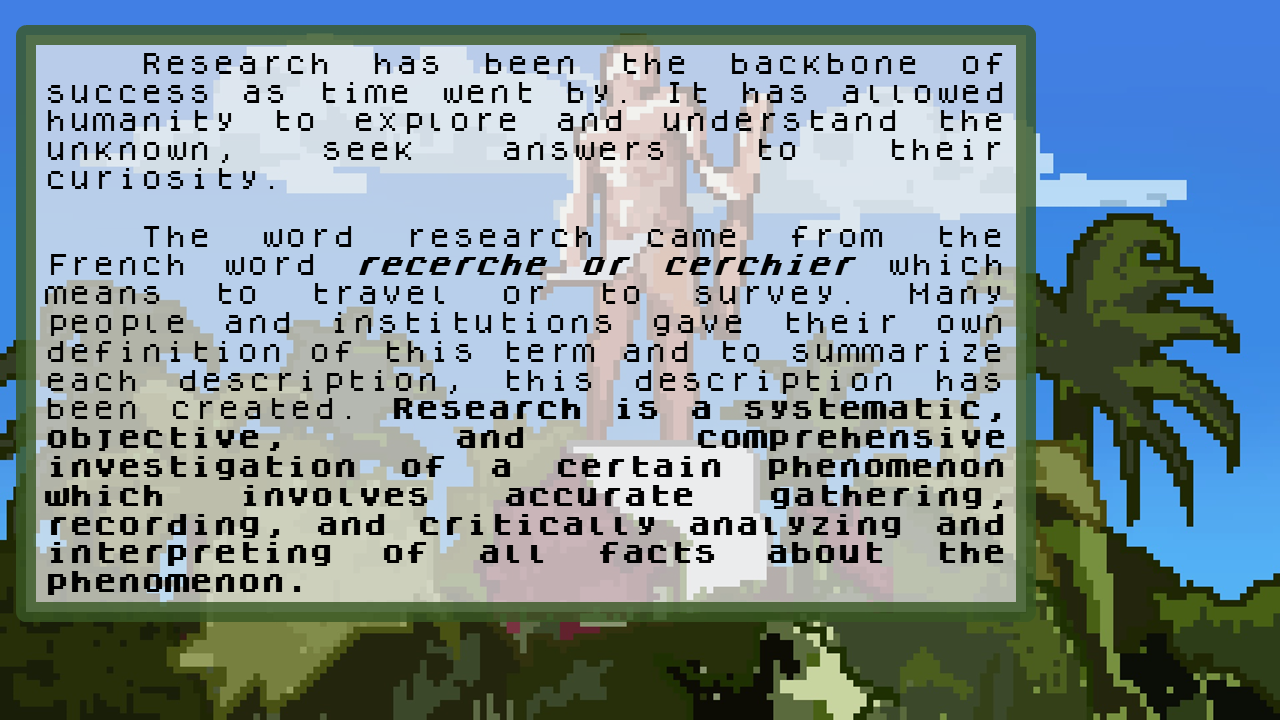 Research has been the backbone of
success as time went by. It has allowed
humanity to explore and understand the
unknown, seek answers to their
curiosity.
The word research came from the
French word recerche or cerchier which
means to travel or to survey. Many
people and institutions gave their own
definition of this term and to summarize
each description, this description has
been created. Research is a systematic,
objective, and comprehensive
investigation of a certain phenomenon
which involves accurate gathering,
recording, and critically analyzing and
interpreting of all facts about the
phenomenon.